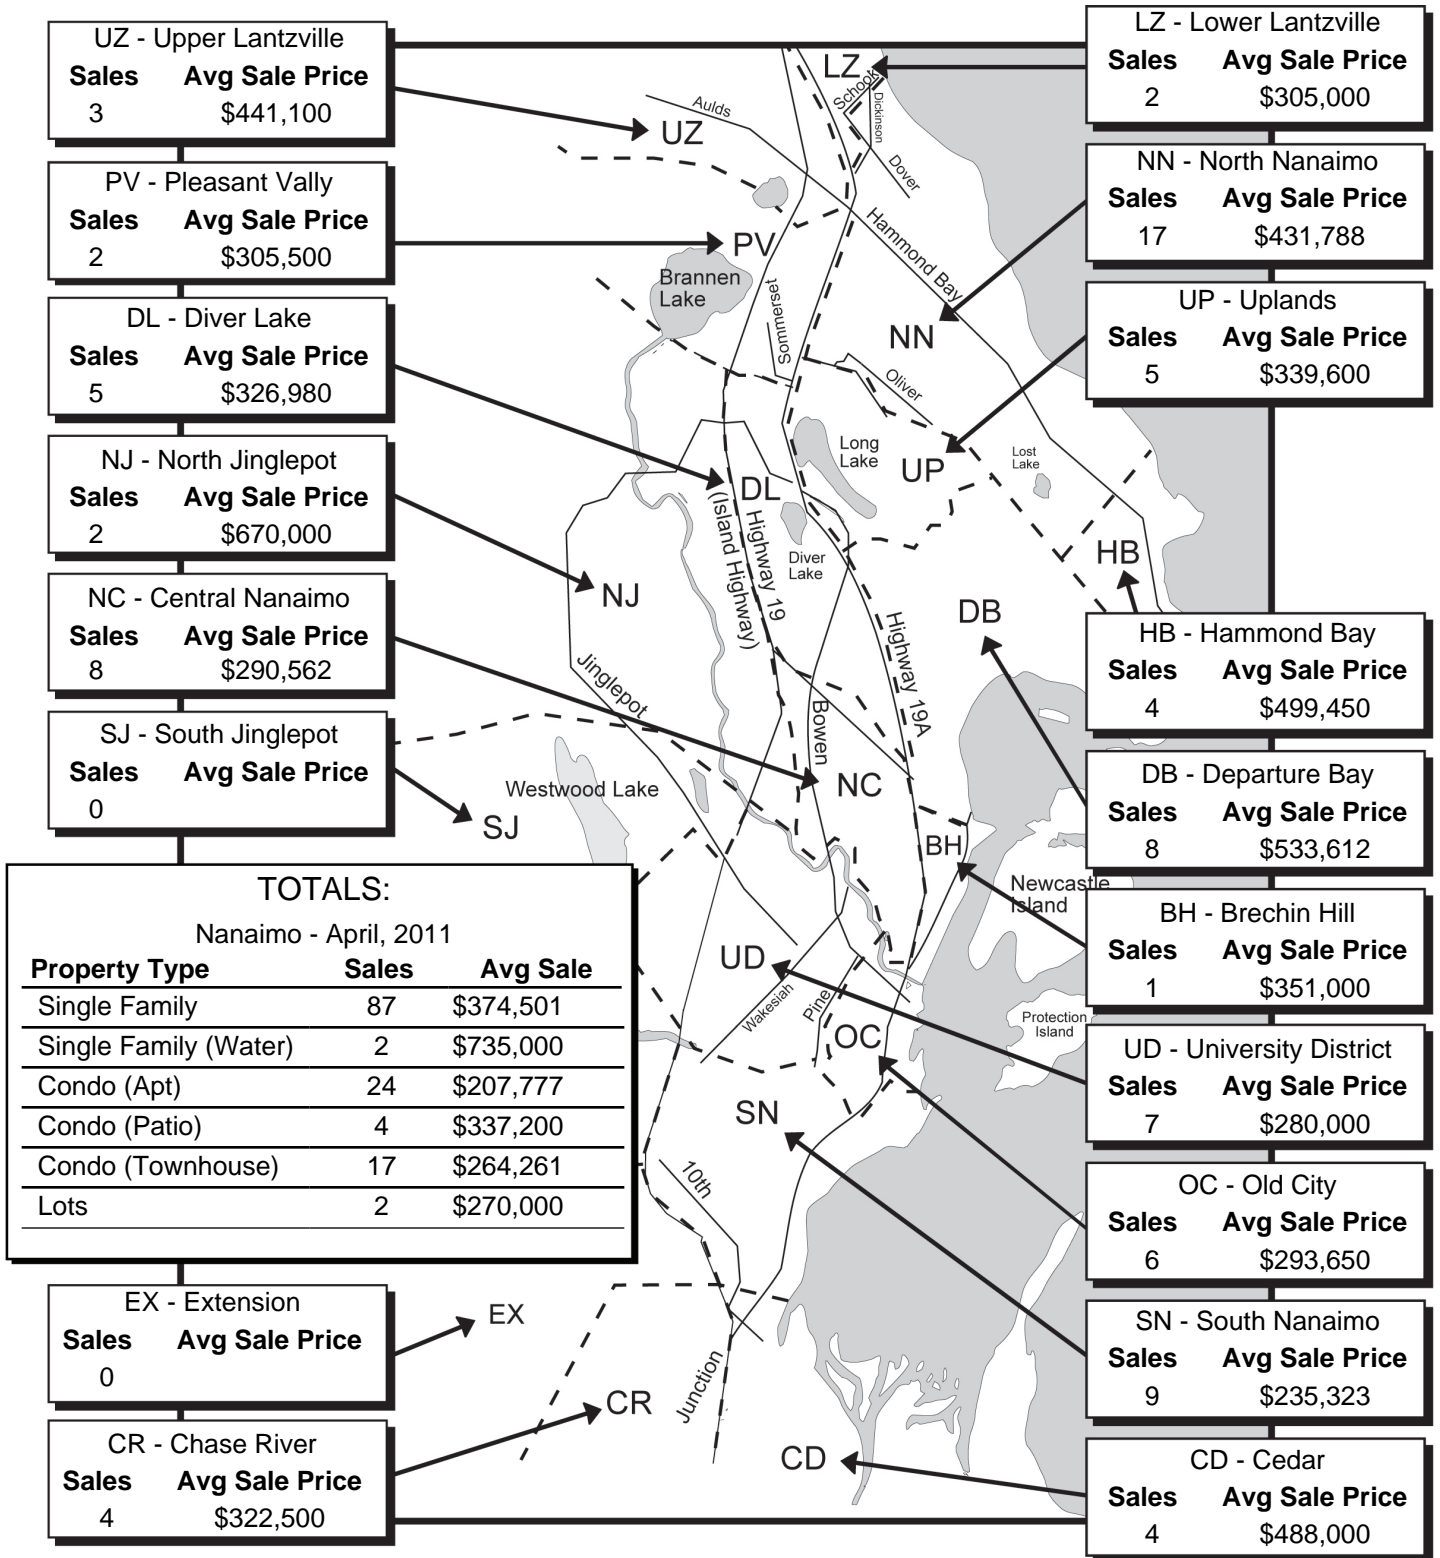 UZ - Upper Lantzville
Sales Avg Sale Price
3 $441,100
PV - Pleasant Vally
Sales Avg Sale Price
2 $305,500
DL - Diver Lake
Sales Avg Sale Price
5 $326,980
NJ - North Jinglepot
Sales Avg Sale Price
2 $670,000
NC - Central Nanaimo
Sales Avg Sale Price
8 $290,562
SJ - South Jinglepot
Sales Avg Sale Price
0
TOTALS:
Nanaimo - April, 2011
Property Type Sales Avg Sale
Single Family 87 $374,501
Single Family (Water) 2 $735,000
Condo (Apt) 24 $207,777
Condo (Patio) 4 $337,200
Condo (Townhouse) 17 $264,261
Lots 2 $270,000
EX - Extension
Sales Avg Sale Price
0
CR - Chase River
Sales Avg Sale Price
4 $322,500
LZ
School
Dickinson
Aulds
UZ
Dover
Hammond Bay
PV
Brannen
Lake
Sommerset
NN
Oliver
Long
Lake
UP
Lost
Lake
DL
Highway 19
(Island Highway)
Diver
Lake
HB
NJ
DB
Highway 19A
Jinglepot
Bowen
NC
Westwood Lake
SJ
BH
Newcastle
Island
UD
Wakesiah
Pine
OC
Protection
Island
SN
10th
EX
CR
Junction
CD
LZ - Lower Lantzville
Sales Avg Sale Price
2 $305,000
NN - North Nanaimo
Sales Avg Sale Price
17 $431,788
UP - Uplands
Sales Avg Sale Price
5 $339,600
HB - Hammond Bay
Sales Avg Sale Price
4 $499,450
DB - Departure Bay
Sales Avg Sale Price
8 $533,612
BH - Brechin Hill
Sales Avg Sale Price
1 $351,000
UD - University District
Sales Avg Sale Price
7 $280,000
OC - Old City
Sales Avg Sale Price
6 $293,650
SN - South Nanaimo
Sales Avg Sale Price
9 $235,323
CD - Cedar
Sales Avg Sale Price
4 $488,000